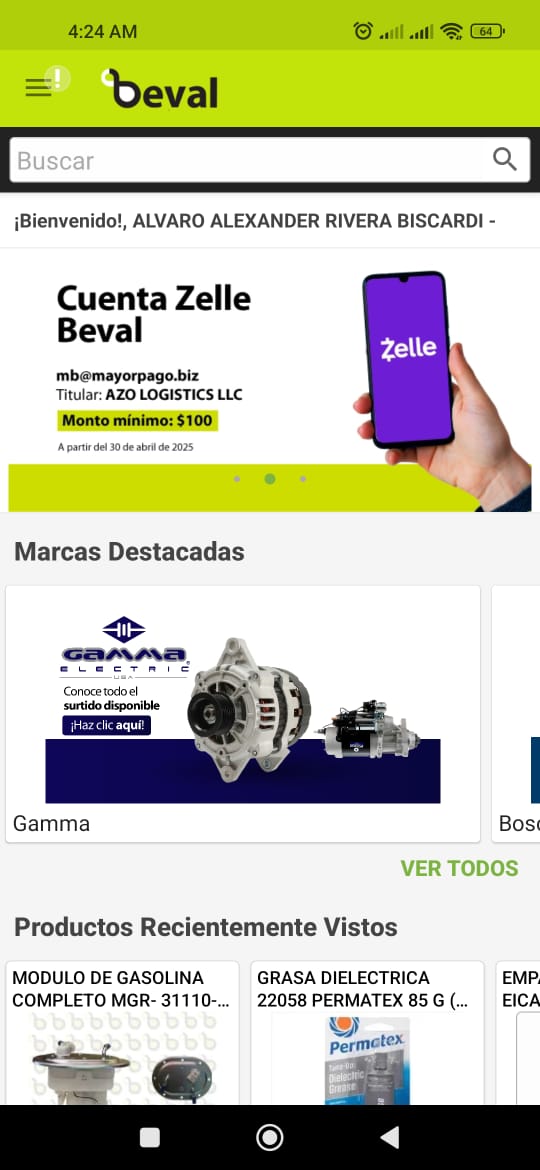 4:24 AM
64
!
beval
Buscar
¡Bienvenido!, ALVARO ALEXANDER RIVERA BISCARDI -
Cuenta Zelle
Beval
mb@mayorpago.biz
Titular: AZO LOGISTICS LLC
Monto mínimo: $100
A partir del 30 de abril de 2025
Zelle
Marcas Destacadas
GAMMA
ELECTRIC
USA
Conoce todo el
surtido disponible
¡Haz clic aquí!
Gamma
Bosc
VER TODOS
Productos Recientemente Vistos
MODULO DE GASOLINA
COMPLETO MGR- 31110-...
GRASA DIELECTRICA
22058 PERMATEX 85 G (...
EMPA
EICA
Permatex
Dielectric
Grease